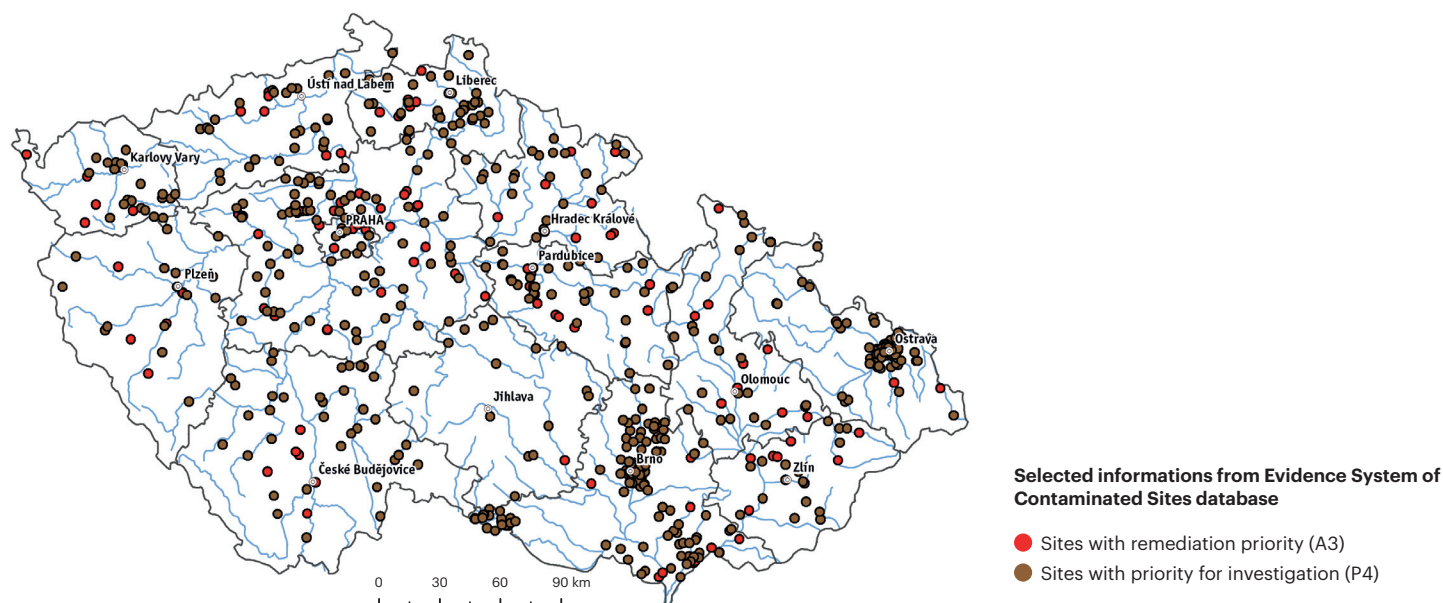 Ústí nad Labem
Liberec
Karlovy Vary
PRAHA
Hradec Králové
Pardubice
Plzeň
Ostrava
Olomouc
Jihlava
Brno
Zlín
České Budějovice
0 30 60 90 km
Selected informations from Evidence System of
Contaminated Sites database
Sites with remediation priority (A3)
Sites with priority for investigation (P4)